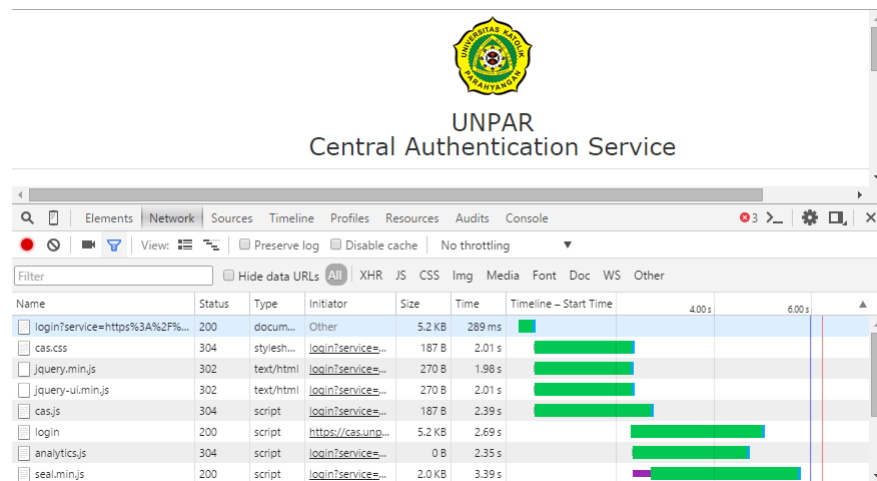 UNIVERSITAS KATOLIK
PARAHYANGAN
UNPAR
Central Authentication Service
Elements Network Sources Timeline Profiles Resources Audits Console 3
View: Preserve log Disable cache No throttling
Filter Hide data URLs All XHR JS CSS Img Media Font Doc WS Other
Name Status Type Initiator Size Time Timeline – Start Time 4.00 s 6.00 s
login?service=https%3A%2F%... 200 docum... Other 5.2 KB 289 ms
cas.css 304 stylesh... login?service=... 187 B 2.01 s
jquery.min.js 302 text/html login?service=... 270 B 1.98 s
jquery-ui.min.js 302 text/html login?service=... 270 B 2.01 s
cas.js 304 script login?service=... 187 B 2.39 s
login 200 script https://cas.unp... 5.2 KB 2.69 s
analytics.js 304 script login?service=... 0 B 2.35 s
seal.min.js 200 script login?service=... 2.0 KB 3.39 s